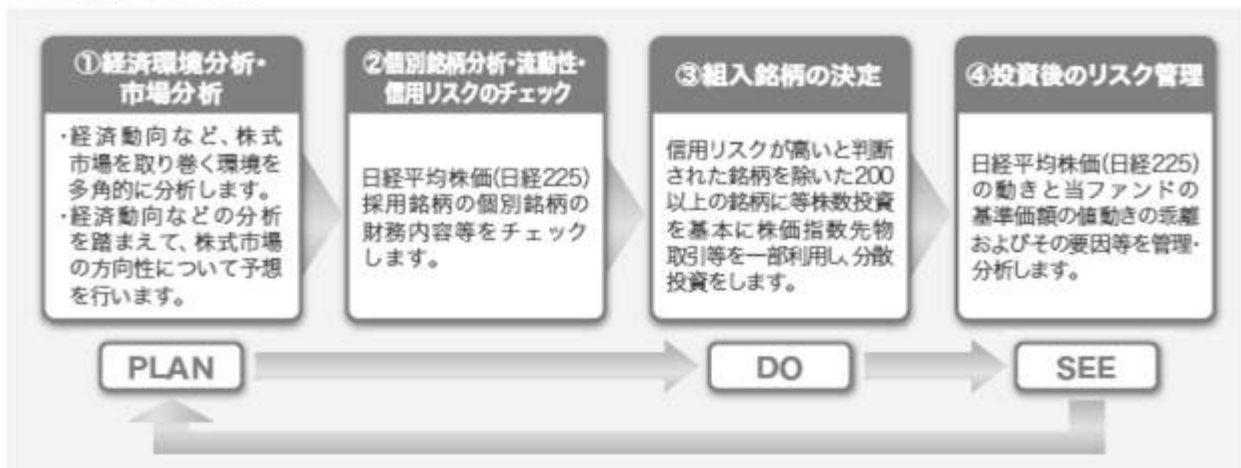 ①経済環境分析・
市場分析
・経済動向など、株式
市場を取り巻く環境を
多角的に分析します。
・経済動向などの分析
を踏まえて、株式市場
の方向性について予想
を行います。
②個別銘柄分析・流動性・
信用リスクのチェック
日経平均株価(日経225)
採用銘柄の個別銘柄の
財務内容等をチェック
します。
③組入銘柄の決定
信用リスクが高いと判断
された銘柄を除いた200
以上の銘柄に等株数投資
を基本に株価指数先物
取引等を一部利用し、分散
投資をします。
④投資後のリスク管理
日経平均株価(日経225)
の動きと当ファンドの
基準価額の値動きの乖離
およびその要因等を管理・
分析します。
PLAN
DO
SEE